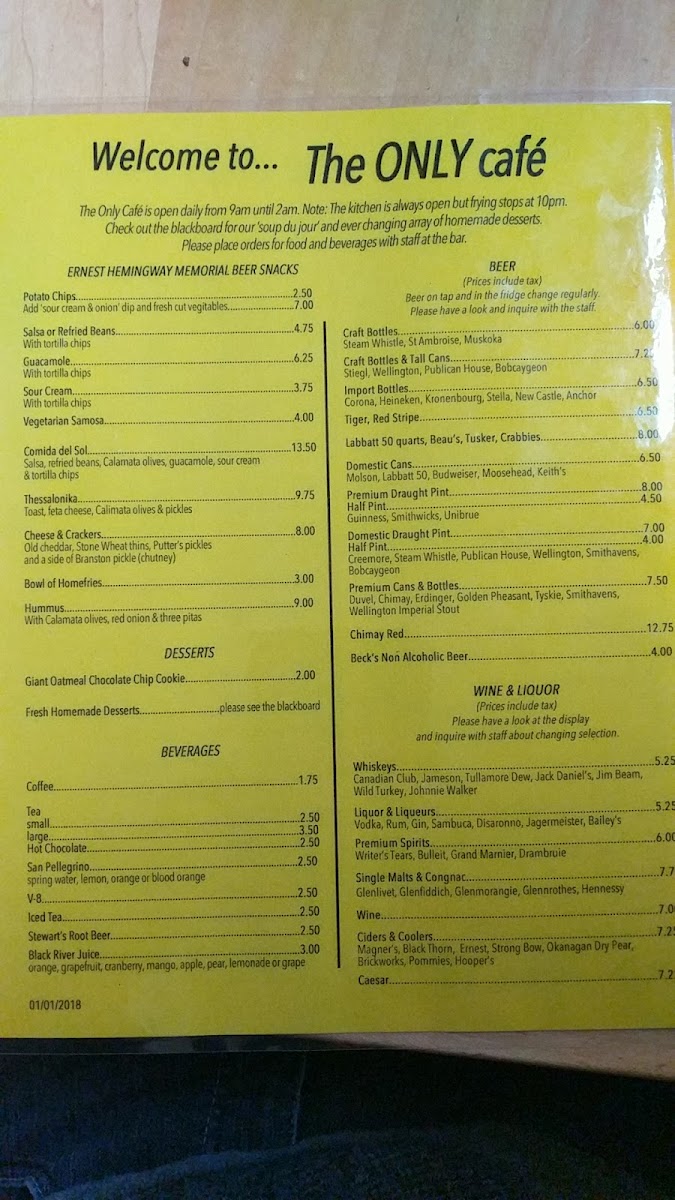 Welcome to... The ONLY café
The Only Café is open daily from 9am until 2am. Note: The kitchen is always open but frying stops at 10pm.
Check out the blackboard for our 'soup du jour' and ever changing array of homemade desserts.
Please place orders for food and beverages with staff at the bar.
ERNEST HEMINGWAY MEMORIAL BEER SNACKS
Potato Chips...2.50
Add 'sour cream & onion' dip and fresh cut vegitables...7.00
Salsa or Refried Beans...4.75
With tortilla chips
Guacamole...6.25
With tortilla chips
Sour Cream...3.75
With tortilla chips
Vegetarian Samosa...4.00
Comida del Sol...13.50
Salsa, refried beans, Calamata olives, guacamole, sour cream
& tortilla chips
Thessalonika...9.75
Toast, feta cheese, Calimata olives & pickles
Cheese & Crackers...8.00
Old cheddar, Stone Wheat thins, Putter's pickles
and a side of Branston pickle (chutney)
Bowl of Homefries...3.00
Hummus...9.00
With Calamata olives, red onion & three pitas
DESSERTS
Giant Oatmeal Chocolate Chip Cookie...2.00
Fresh Homemade Desserts...please see the blackboard
BEVERAGES
Coffee...1.75
Tea
small...2.50
large...3.50
Hot Chocolate...2.50
San Pellegrino...2.50
spring water, lemon, orange or blood orange
V-8...2.50
Iced Tea...2.50
Stewart's Root Beer...2.50
Black River Juice...3.00
orange, grapefruit, cranberry, mango, apple, pear, lemonade or grape
01/01/2018
BEER
(Prices include tax)
Beer on tap and in the fridge change regularly.
Please have a look and inquire with the staff.
Craft Bottles...6.00
Steam Whistle, St Ambroise, Muskoka
Craft Bottles & Tall Cans...7.25
Stiegl, Wellington, Publican House, Bobcaygeon
Import Bottles...6.50
Corona, Heineken, Kronenbourg, Stella, New Castle, Anchor
Tiger, Red Stripe...6.50
Labbatt 50 quarts, Beau's, Tusker, Crabbies...8.00
Domestic Cans...6.50
Molson, Labbatt 50, Budweiser, Moosehead, Keith's
Premium Draught Pint...8.00
Half Pint...4.50
Guinness, Smithwicks, Unibrue
Domestic Draught Pint...7.00
Half Pint...4.00
Creemore, Steam Whistle, Publican House, Wellington, Smithavens,
Bobcaygeon
Premium Cans & Bottles...7.50
Duvel, Chimay, Erdinger, Golden Pheasant, Tyskie, Smithavens,
Wellington Imperial Stout
Chimay Red...12.75
Beck's Non Alcoholic Beer...4.00
WINE & LIQUOR
(Prices include tax)
Please have a look at the display
and inquire with staff about changing selection.
Whiskeys...5.25
Canadian Club, Jameson, Tullamore Dew, Jack Daniel's, Jim Beam,
Wild Turkey, Johnnie Walker
Liquor & Liqueurs...5.25
Vodka, Rum, Gin, Sambuca, Disaronno, Jagermeister, Bailey's
Premium Spirits...6.00
Writer's Tears, Bulleit, Grand Marnier, Drambruie
Single Malts & Congnac...7.7
Glenlivet, Glenfiddich, Glenmorangie, Glennrothes, Hennessy
Wine...7.0
Ciders & Coolers...7.25
Magner's, Black Thorn, Ernest, Strong Bow, Okanagan Dry Pear,
Brickworks, Pommies, Hooper's
Caesar...7.2